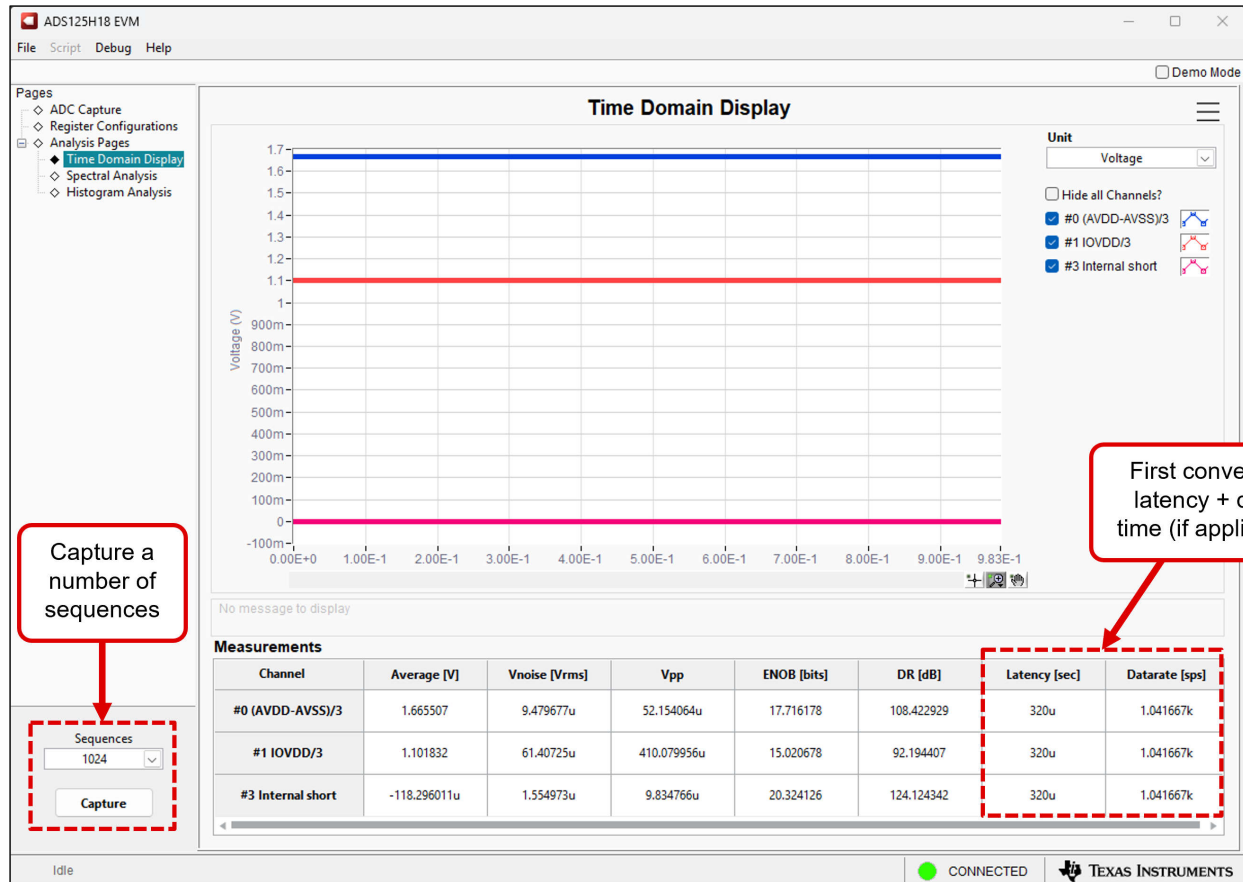 ADS125H18 EVM
File Script Debug Help
Demo Mode
Pages
ADC Capture
Register Configurations
Analysis Pages
Time Domain Display
Spectral Analysis
Histogram Analysis
Time Domain Display
Unit
Voltage
Hide all Channels?
#0 (AVDD-AVSS)/3
#1 IOVDD/3
#3 Internal short
Voltage (V)
1.7
1.6
1.5
1.4
1.3
1.2
1.1
1
900m
800m
700m
600m
500m
400m
300m
200m
100m
0
-100m
0.00E+0 1.00E-1 2.00E-1 3.00E-1 4.00E-1 5.00E-1 6.00E-1 7.00E-1 8.00E-1 9.00E-1 9.83E-1
First conve
latency + 
time (if appli
Capture a
number of
sequences
No message to display
Measurements
Channel Average [V] Vnoise [Vrms] Vpp ENOB [bits] DR [dB] Latency [sec] Datarate [sps]
#0 (AVDD-AVSS)/3 1.665507 9.479677u 52.154064u 17.716178 108.422929 320u 1.041667k
#1 IOVDD/3 1.101832 61.40725u 410.079956u 15.020678 92.194407 320u 1.041667k
#3 Internal short -118.296011u 1.554973u 9.834766u 20.324126 124.124342 320u 1.041667k
Sequences
1024
Capture
Idle
CONNECTED
TEXAS INSTRUMENTS